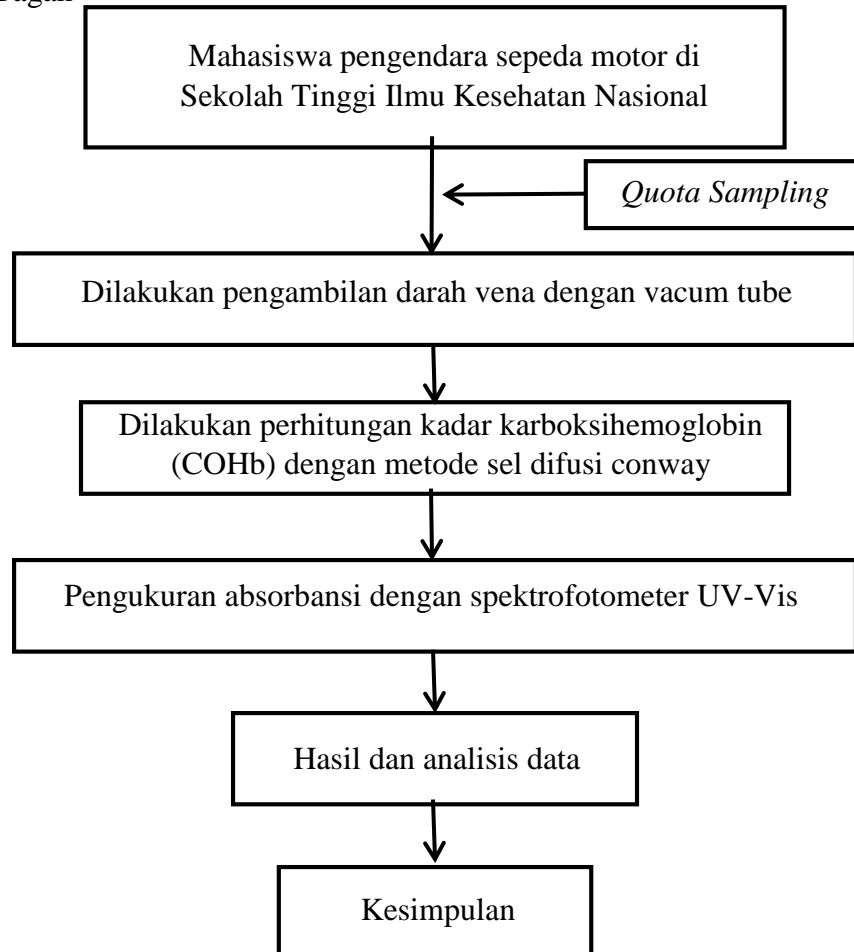 Mahasiswa pengendara sepeda motor di
Sekolah Tinggi Ilmu Kesehatan Nasional
Quota Sampling
Dilakukan pengambilan darah vena dengan vacum tube
Dilakukan perhitungan kadar karboksihemoglobin
(COHb) dengan metode sel difusi conway
Pengukuran absorbansi dengan spektrofotometer UV-Vis
Hasil dan analisis data
Kesimpulan